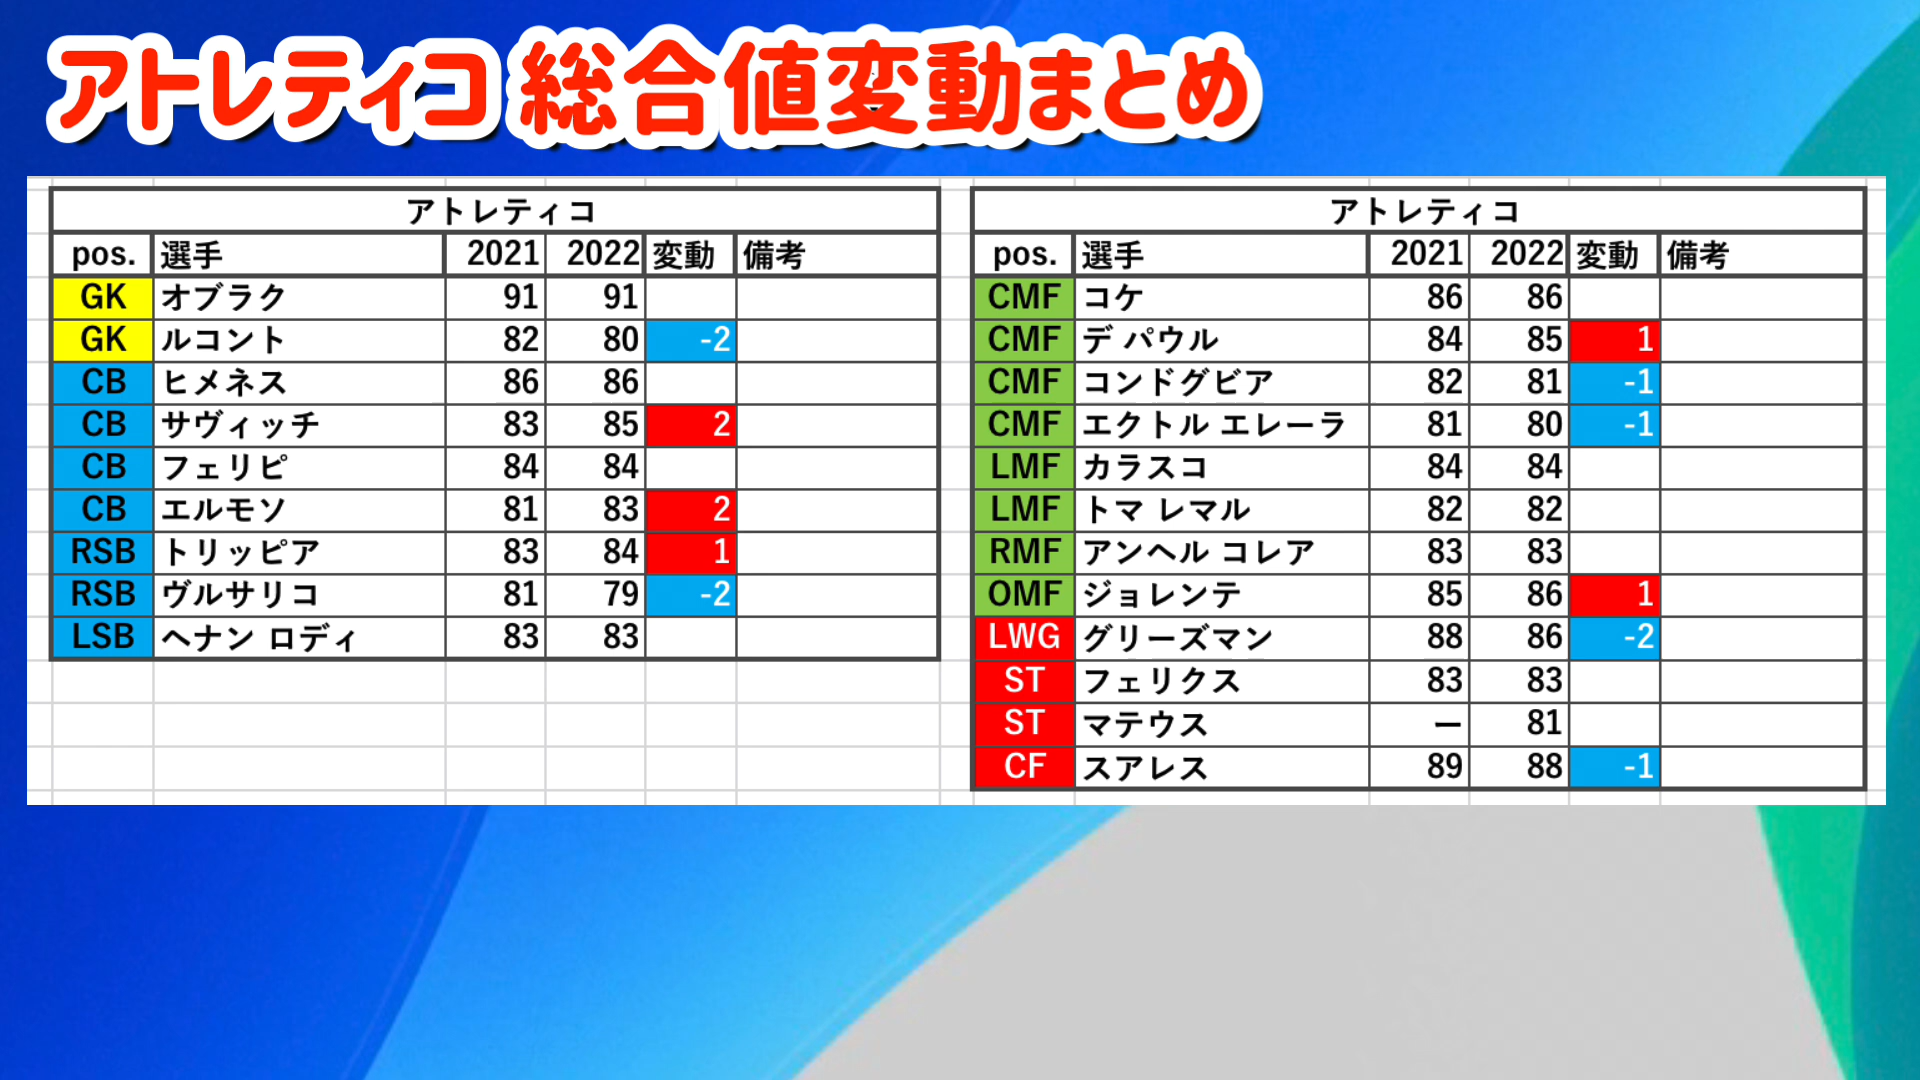 アトレティコ 総合値変動まとめ
アトレティコ
pos. 選手 2021 2022 変動 備考
GK オブラク 91 91
GK ルコント 82 80 -2
CB ヒメネス 86 86
CB サヴィッチ 83 85 2
CB フェリピ 84 84
CB エルモソ 81 83 2
RSB トリッピア 83 84 1
RSB ヴルサリコ 81 79 -2
LSB ヘナン ロディ 83 83
アトレティコ
pos. 選手 2021 2022 変動 備考
CMF コケ 86 86
CMF デ パウル 84 85 1
CMF コンドグビア 82 81 -1
CMF エクトル エレーラ 81 80 -1
LMF カラスコ 84 84
LMF トマ レマル 82 82
RMF アンヘル コレア 83 83
OMF ジョレンテ 85 86 1
LWG グリーズマン 88 86 -2
ST フェリクス 83 83
ST マテウス ー 81
CF スアレス 89 88 -1